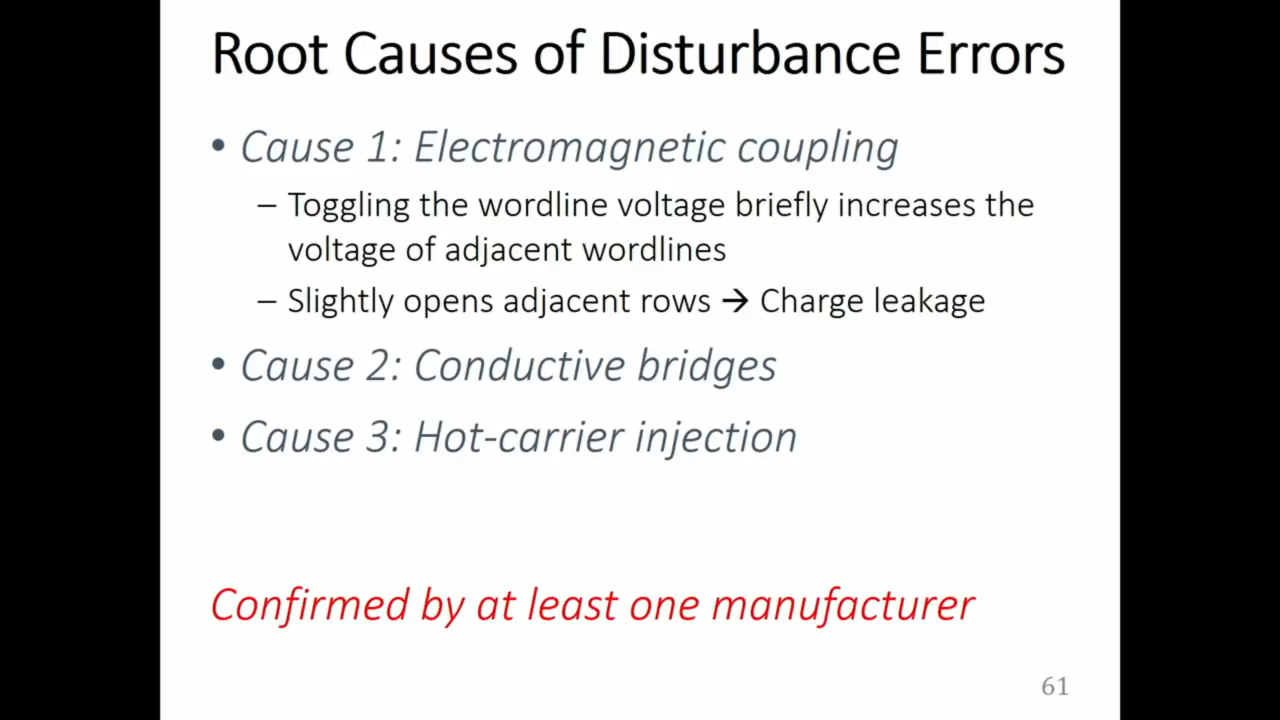 Root Causes of Disturbance Errors
• Cause 1: Electromagnetic coupling
– Toggling the wordline voltage briefly increases the
voltage of adjacent wordlines
– Slightly opens adjacent rows → Charge leakage
• Cause 2: Conductive bridges
• Cause 3: Hot-carrier injection
Confirmed by at least one manufacturer
61